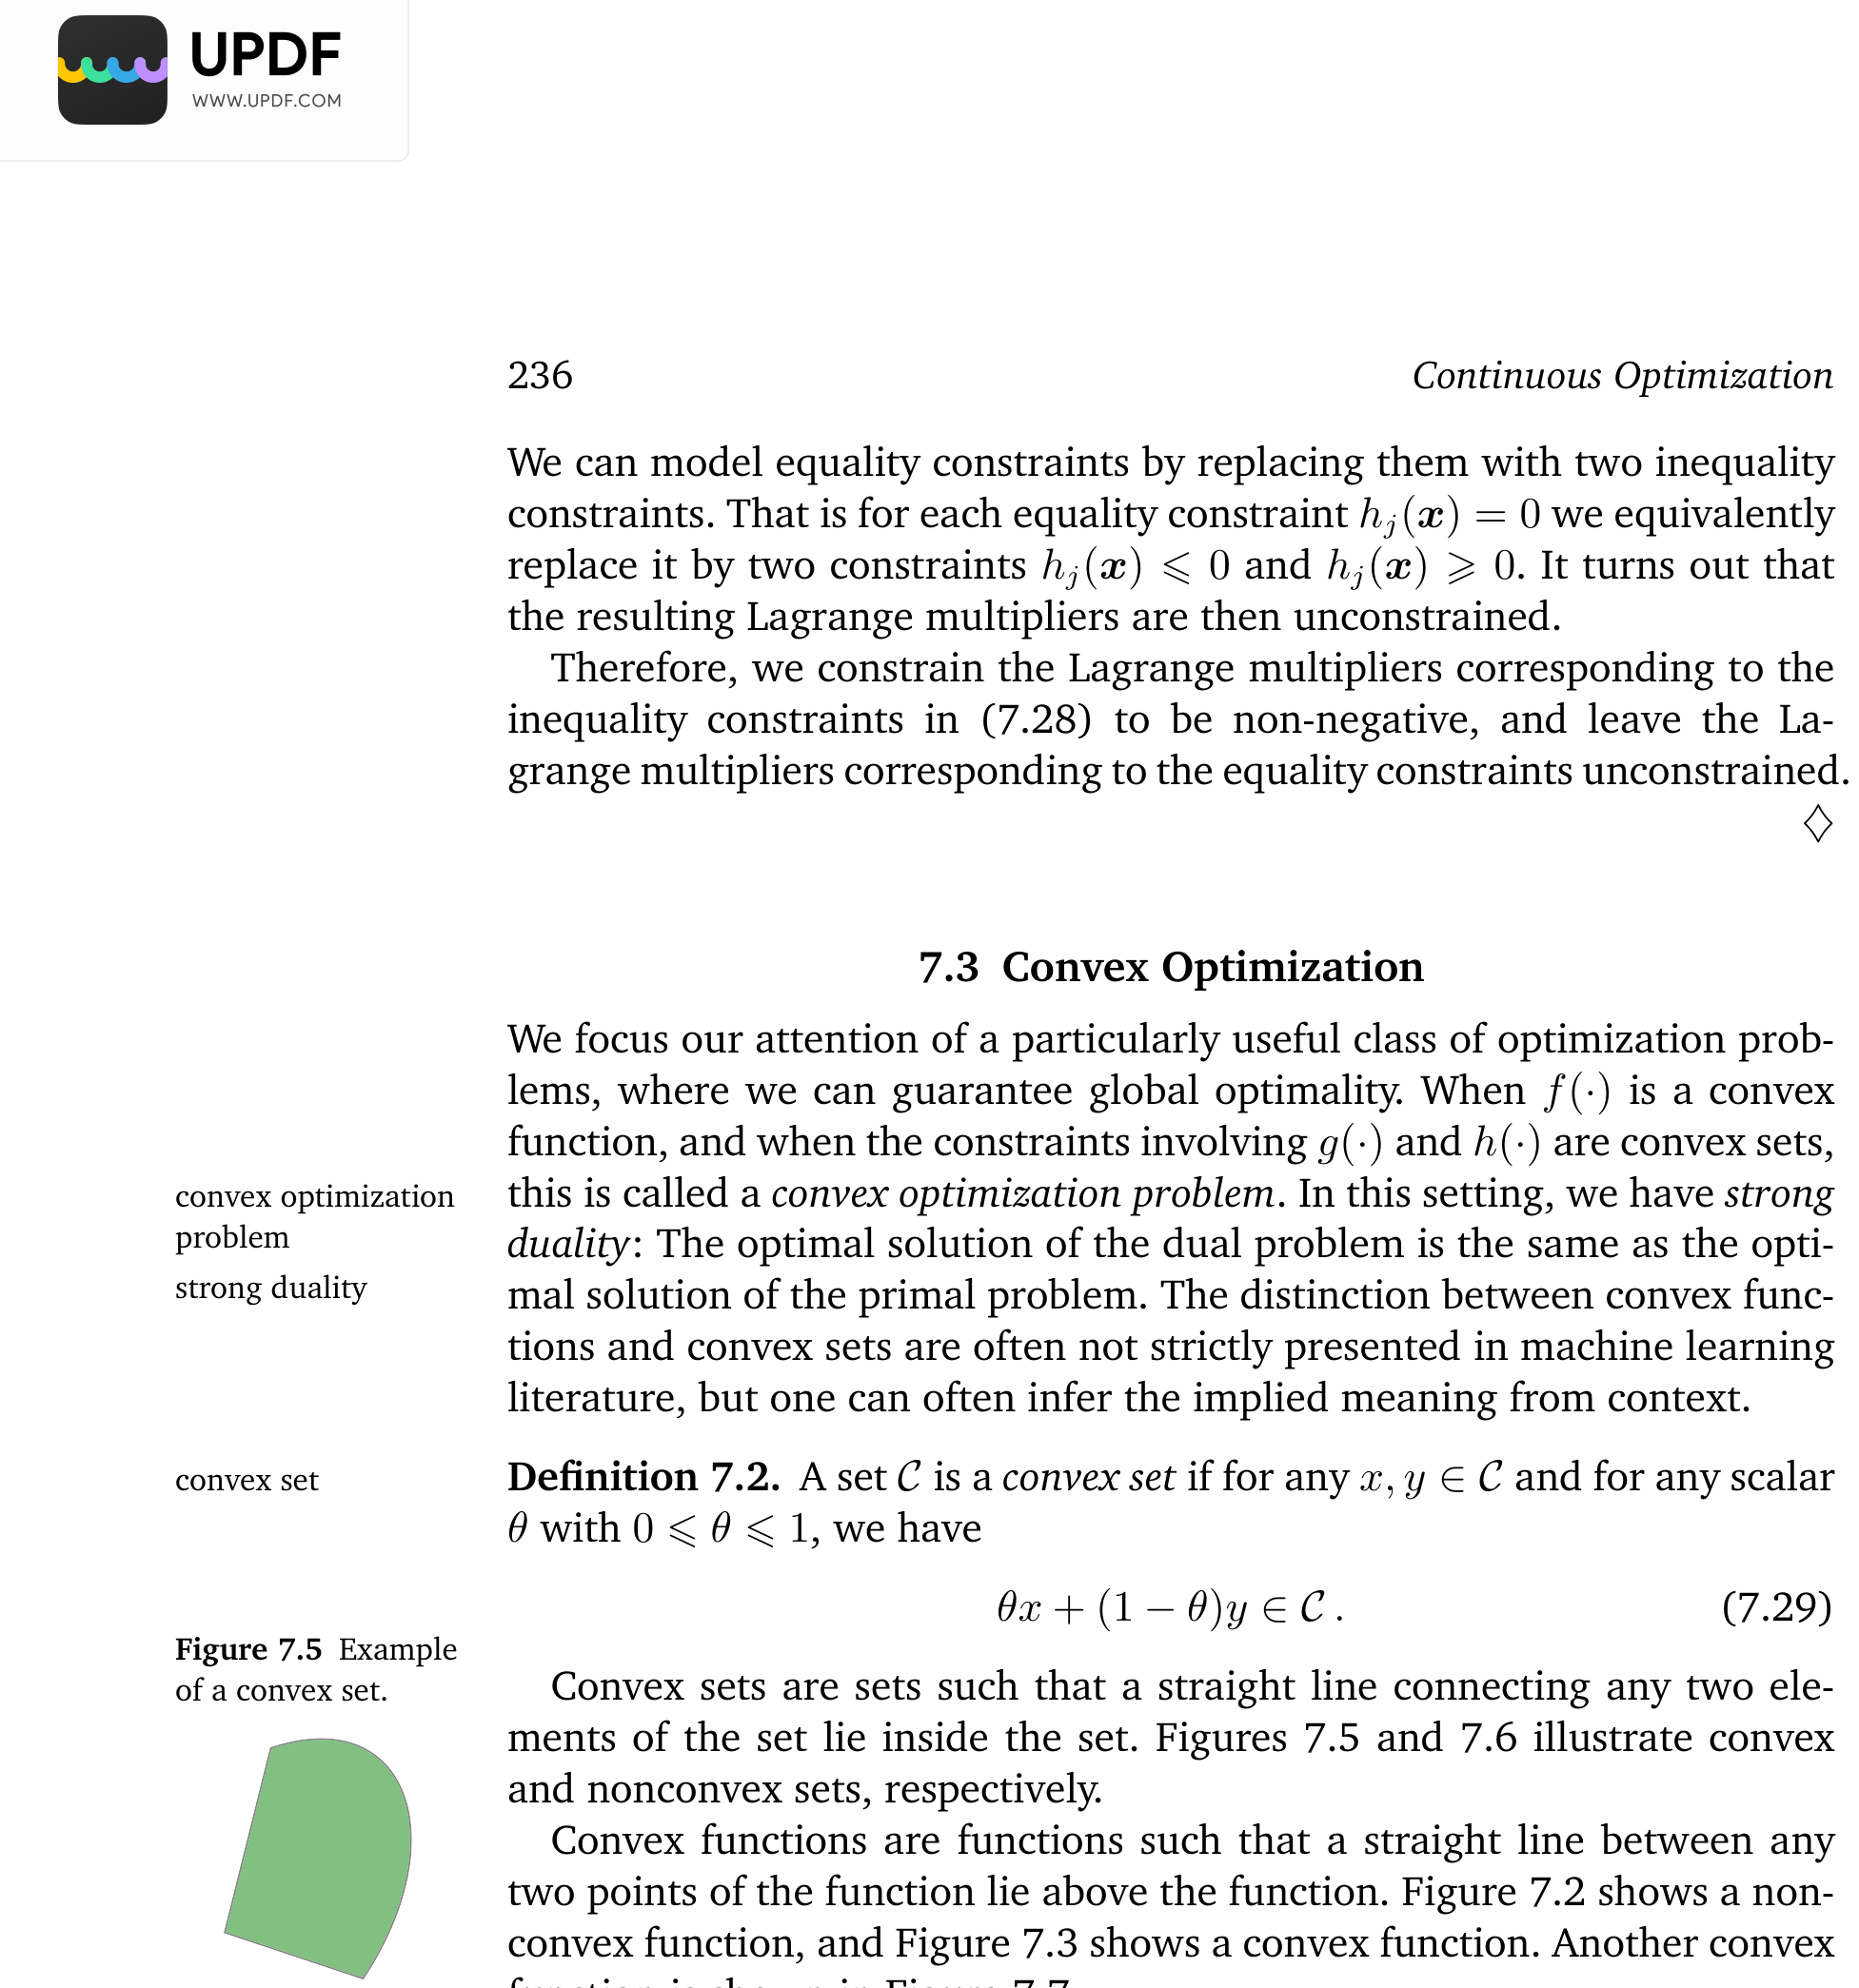 UPDF
WWW.UPDF.COM
236
Continuous Optimization
We can model equality constraints by replacing them with two inequality
constraints. That is for each equality constraint hⱼ(𝒙) = 0 we equivalently
replace it by two constraints hⱼ(𝒙) ⩽ 0 and hⱼ(𝒙) ⩾ 0. It turns out that
the resulting Lagrange multipliers are then unconstrained.
Therefore, we constrain the Lagrange multipliers corresponding to the
inequality constraints in (7.28) to be non-negative, and leave the La-
grange multipliers corresponding to the equality constraints unconstrained.
♢
7.3 Convex Optimization
We focus our attention of a particularly useful class of optimization prob-
lems, where we can guarantee global optimality. When f(·) is a convex
function, and when the constraints involving g(·) and h(·) are convex sets,
this is called a convex optimization problem. In this setting, we have strong
duality: The optimal solution of the dual problem is the same as the opti-
mal solution of the primal problem. The distinction between convex func-
tions and convex sets are often not strictly presented in machine learning
literature, but one can often infer the implied meaning from context.
convex optimization
problem
strong duality
convex set
Definition 7.2. A set 𝒞 is a convex set if for any x, y ∈ 𝒞 and for any scalar
θ with 0 ⩽ θ ⩽ 1, we have
θx + (1 − θ)y ∈ 𝒞 . (7.29)
Figure 7.5 Example
of a convex set.
Convex sets are sets such that a straight line connecting any two ele-
ments of the set lie inside the set. Figures 7.5 and 7.6 illustrate convex
and nonconvex sets, respectively.
Convex functions are functions such that a straight line between any
two points of the function lie above the function. Figure 7.2 shows a non-
convex function, and Figure 7.3 shows a convex function. Another convex